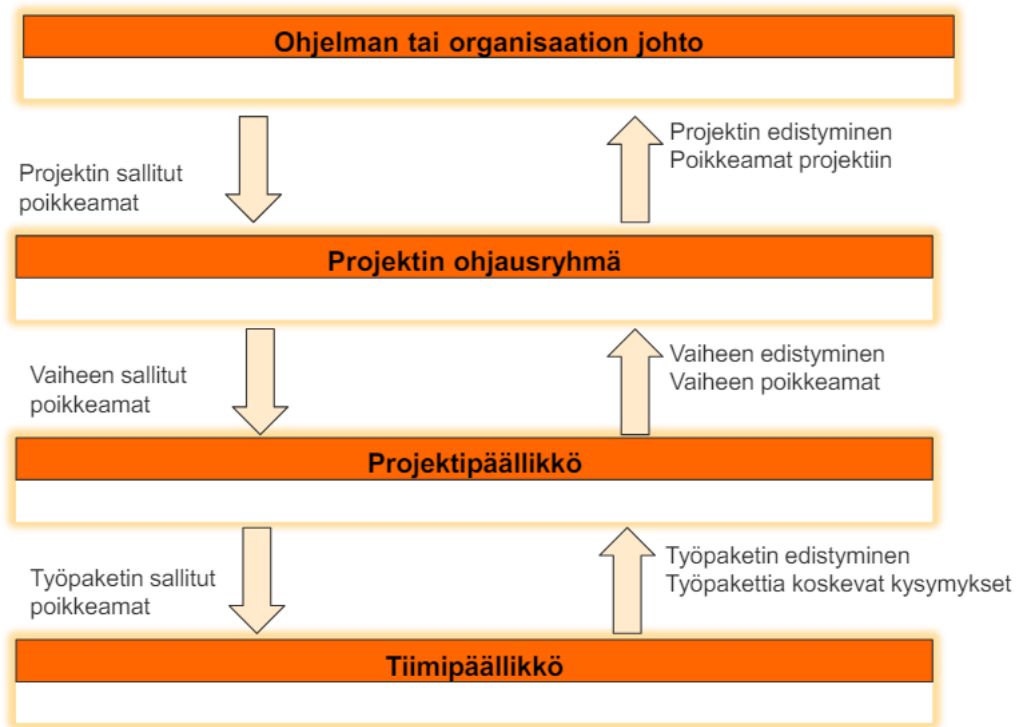 Ohjelman tai organisaation johto
Projektin sallitut
poikkeamat
Projektin edistyminen
Poikkeamat projektiin
Projektin ohjausryhmä
Vaiheen sallitut
poikkeamat
Vaiheen edistyminen
Vaiheen poikkeamat
Projektipäällikkö
Työpaketin sallitut
poikkeamat
Työpaketin edistyminen
Työpakettia koskevat kysymykset
Tiimipäällikkö